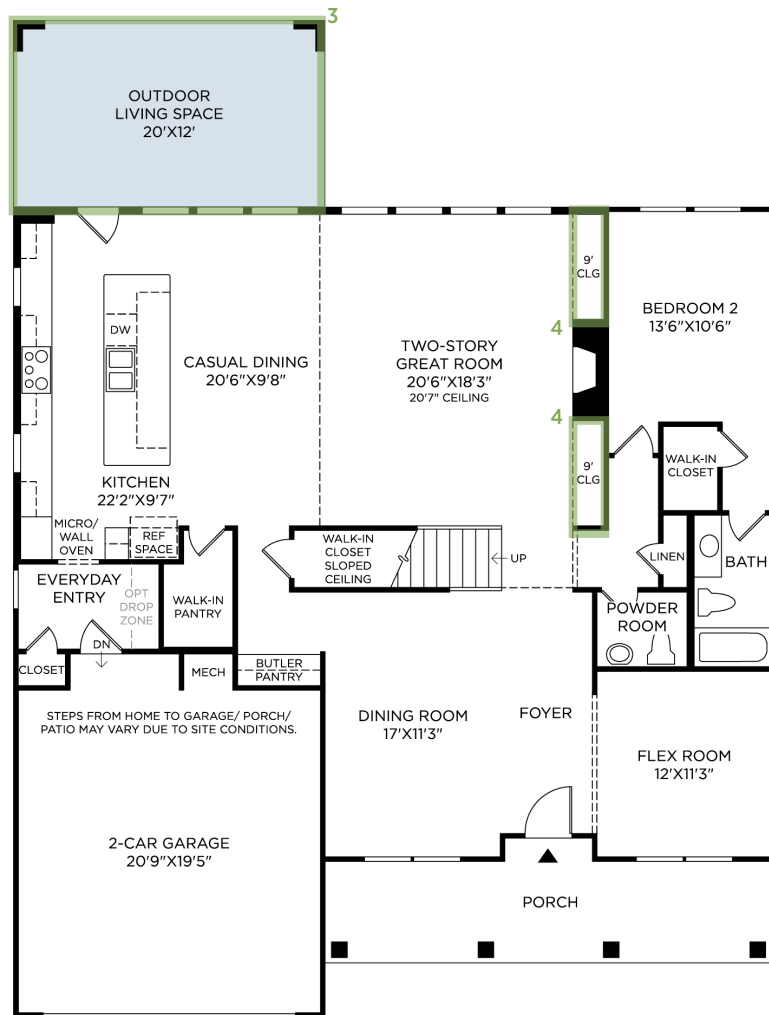 3
OUTDOOR
LIVING SPACE
20'X12'
9'
CLG
BEDROOM 2
13'6"X10'6"
4
DW
CASUAL DINING
20'6"X9'8"
TWO-STORY
GREAT ROOM
20'6"X18'3"
20'7" CEILING
4
9'
CLG
WALK-IN
CLOSET
KITCHEN
22'2"X9'7"
MICRO/
WALL
OVEN
REF
SPACE
WALK-IN
CLOSET
SLOPED
CEILING
UP
LINEN
BATH
EVERYDAY
ENTRY
OPT
DROP
ZONE
WALK-IN
PANTRY
POWDER
ROOM
DN
CLOSET
MECH
BUTLER
PANTRY
STEPS FROM HOME TO GARAGE/ PORCH/
PATIO MAY VARY DUE TO SITE CONDITIONS.
DINING ROOM
17'X11'3"
FOYER
FLEX ROOM
12'X11'3"
2-CAR GARAGE
20'9"X19'5"
PORCH